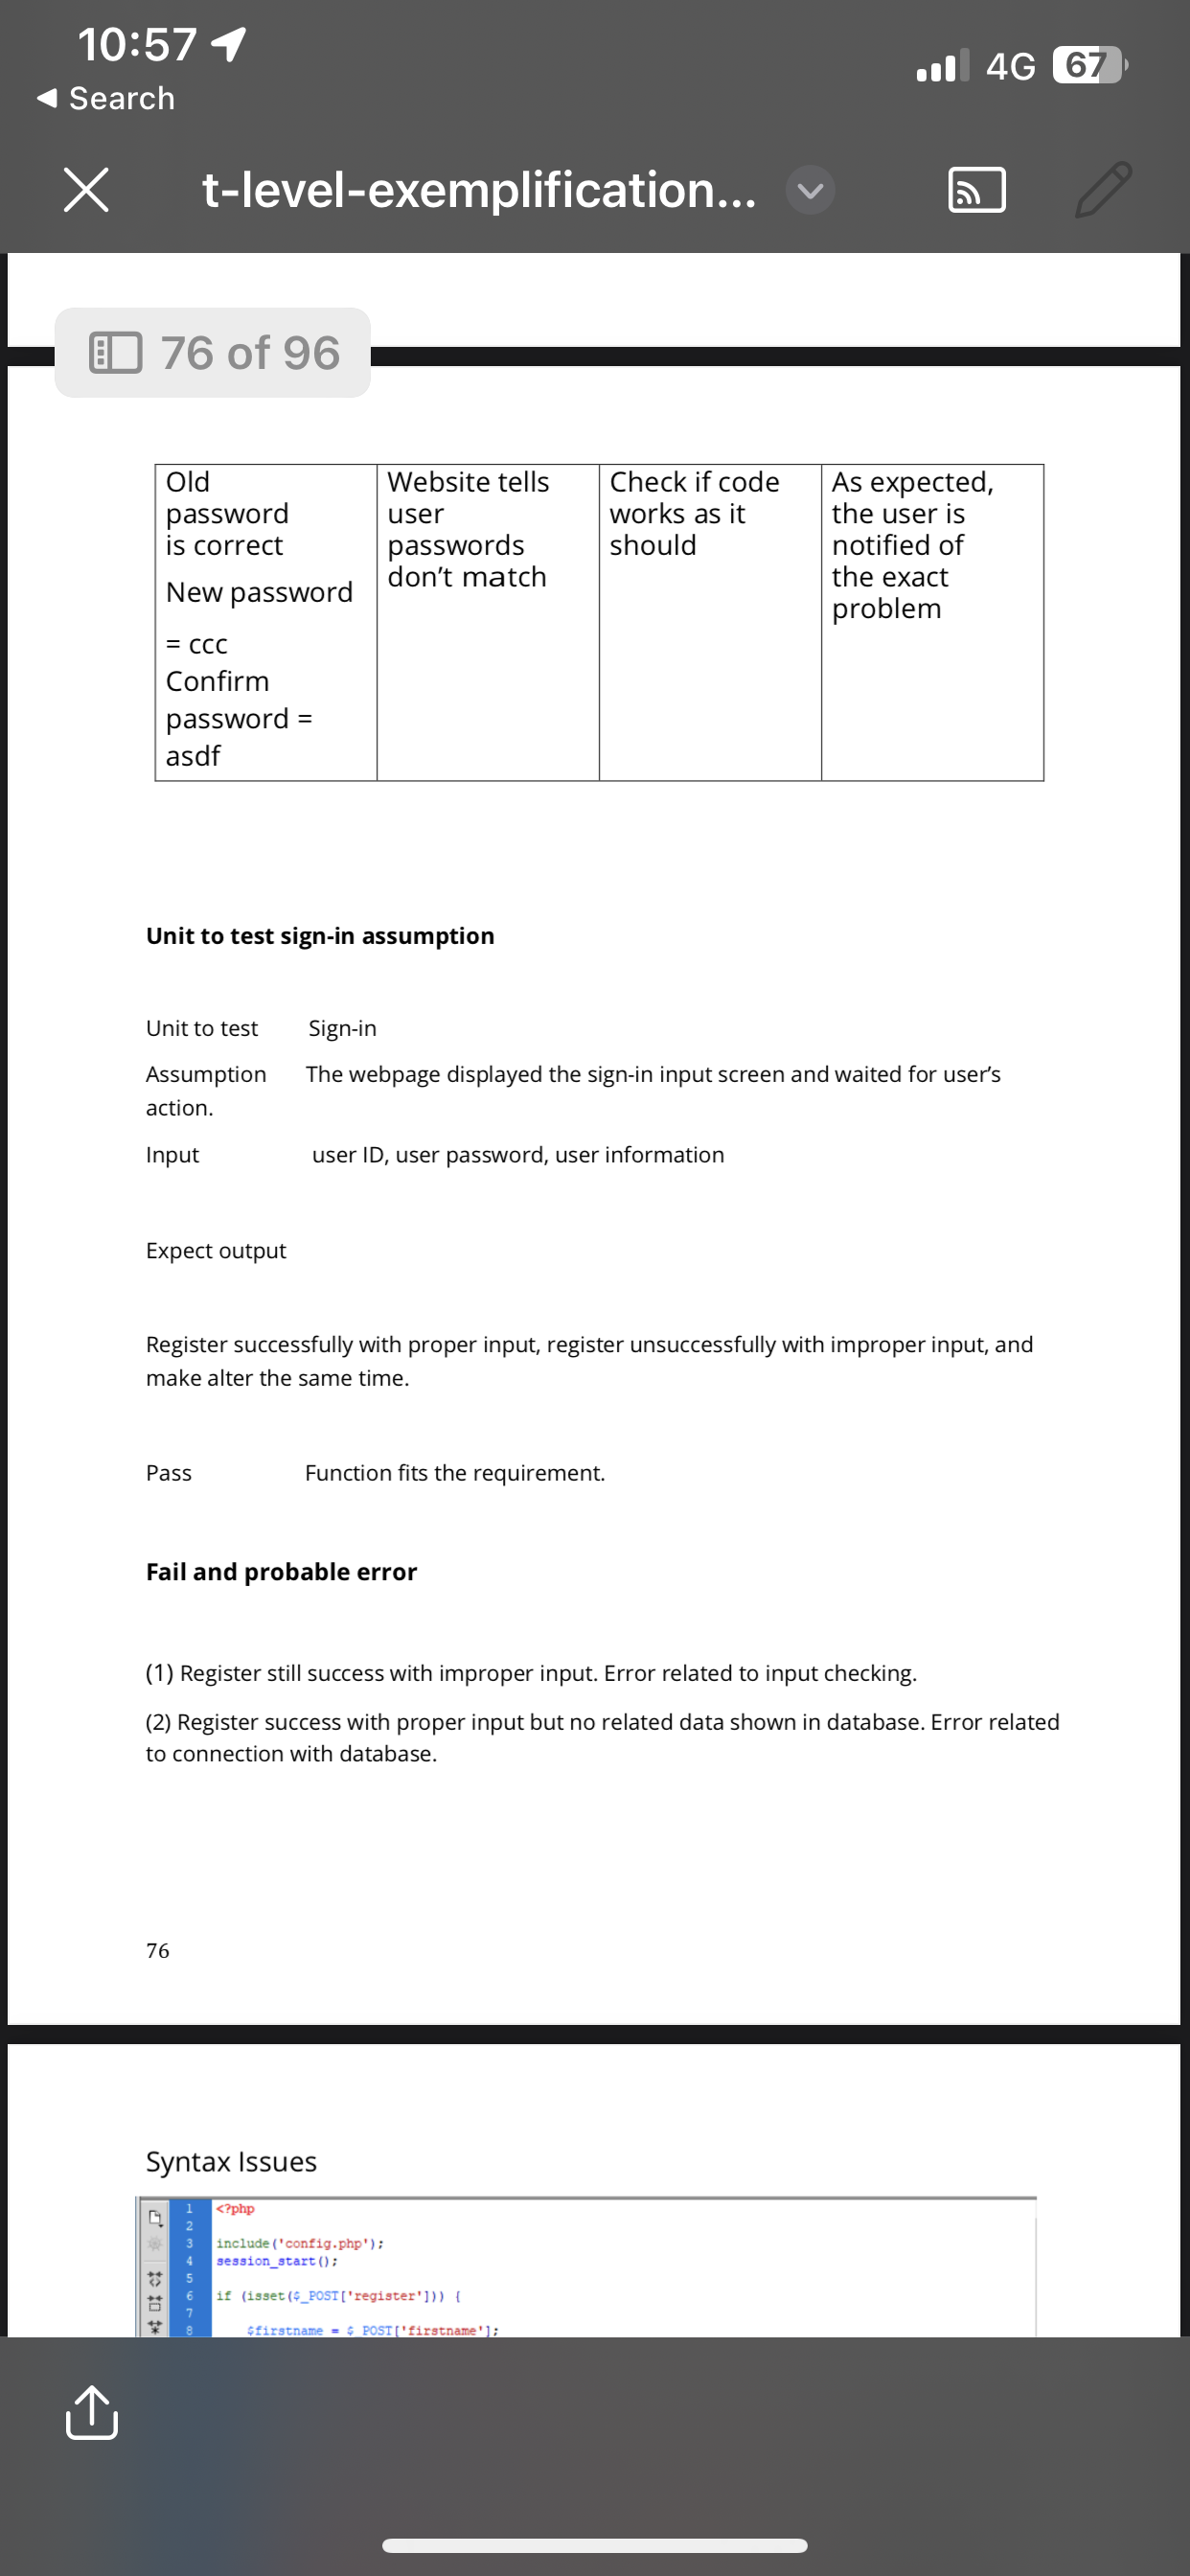 10:57
4G 67
Search
t-level-exemplification...
76 of 96
Old
password
is correct
New password
= ccc
Confirm
password =
asdf
Website tells
user
passwords
don’t match
Check if code
works as it
should
As expected,
the user is
notified of
the exact
problem
Unit to test sign-in assumption
Unit to test Sign-in
Assumption The webpage displayed the sign-in input screen and waited for user’s
action.
Input user ID, user password, user information
Expect output
Register successfully with proper input, register unsuccessfully with improper input, and
make alter the same time.
Pass Function fits the requirement.
Fail and probable error
(1) Register still success with improper input. Error related to input checking.
(2) Register success with proper input but no related data shown in database. Error related
to connection with database.
76
Syntax Issues
1 <?php
2
3 include('config.php');
4 session_start();
5
6 if (isset($_POST['register'])) {
7
8 $firstname = $_POST['firstname'];